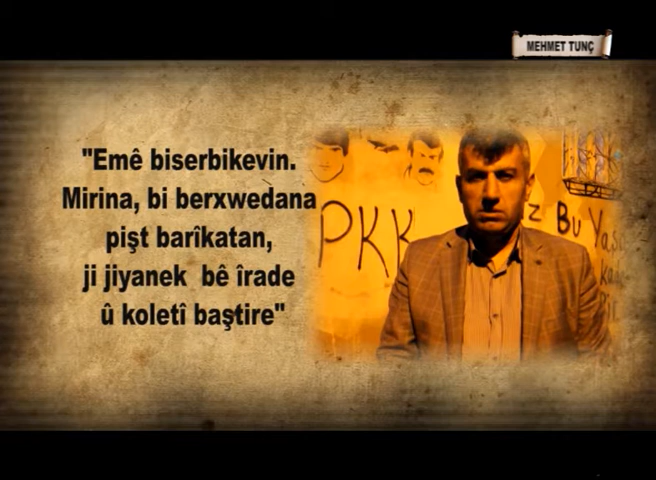 MEHMET TUNÇ
"Emê biserbikevin.
Mirina, bi berxwedana
pişt barîkatan,
ji jiyanek bê îrade
û koletî baştire"
PKK
Z Bu